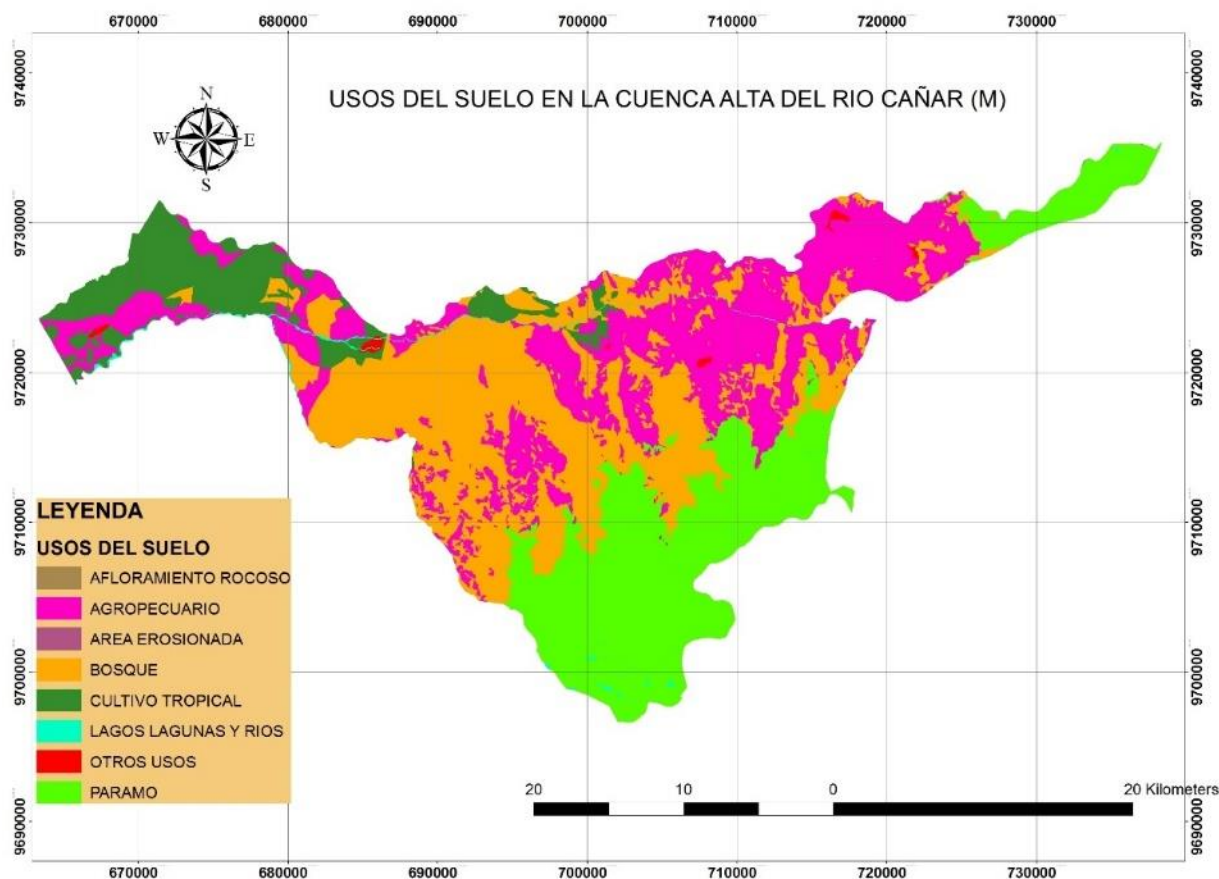 670000 680000 690000 700000 710000 720000 730000
9740000 9740000
USOS DEL SUELO EN LA CUENCA ALTA DEL RIO CAÑAR (M)
N
W E
S
9730000 9730000
9720000 9720000
9710000 9710000
9700000 9700000
9690000 9690000
LEYENDA
USOS DEL SUELO
AFLORAMIENTO ROCOSO
AGROPECUARIO
AREA EROSIONADA
BOSQUE
CULTIVO TROPICAL
LAGOS LAGUNAS Y RIOS
OTROS USOS
PARAMO
20 10 0 20 Kilometers
670000 680000 690000 700000 710000 720000 730000